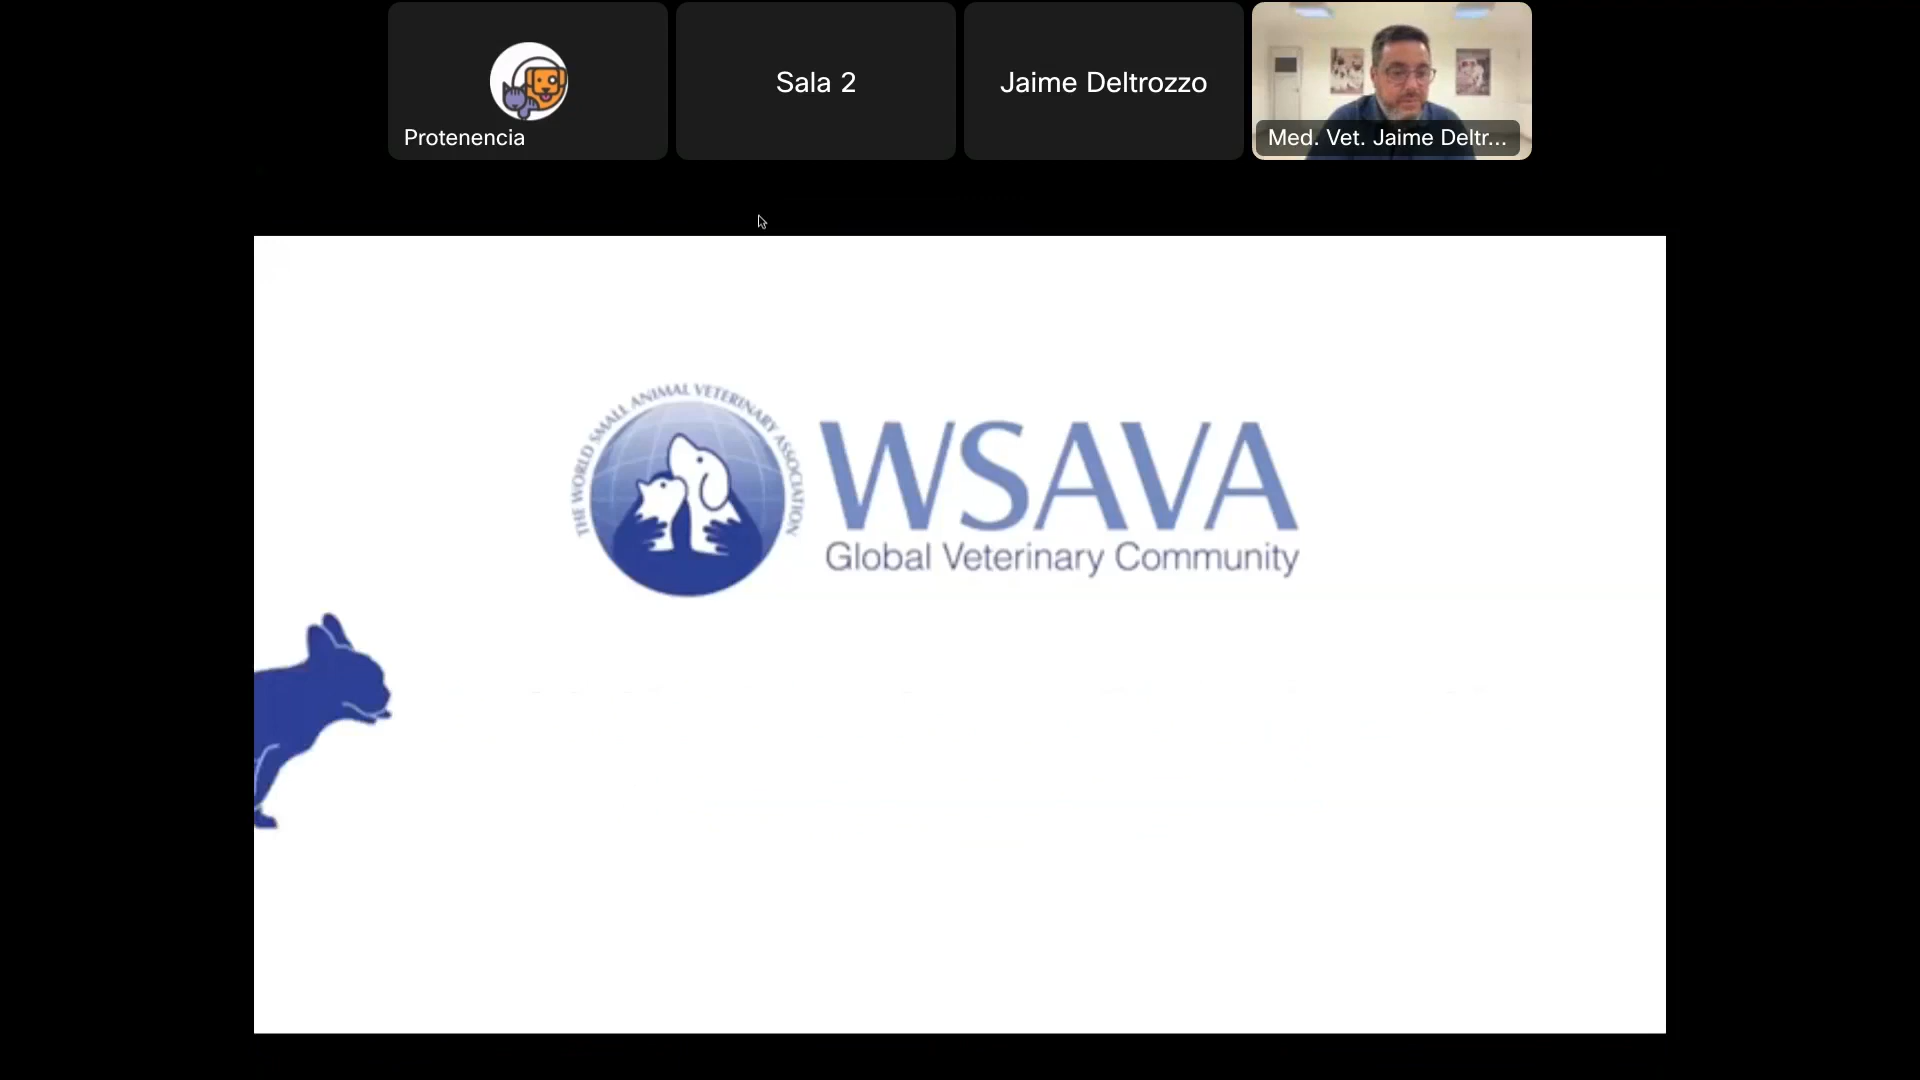 Protenencia
Sala 2
Jaime Deltrozzo
Med. Vet. Jaime Deltr...
THE WORLD SMALL ANIMAL VETERINARY ASSOCIATION
WSAVA
Global Veterinary Community